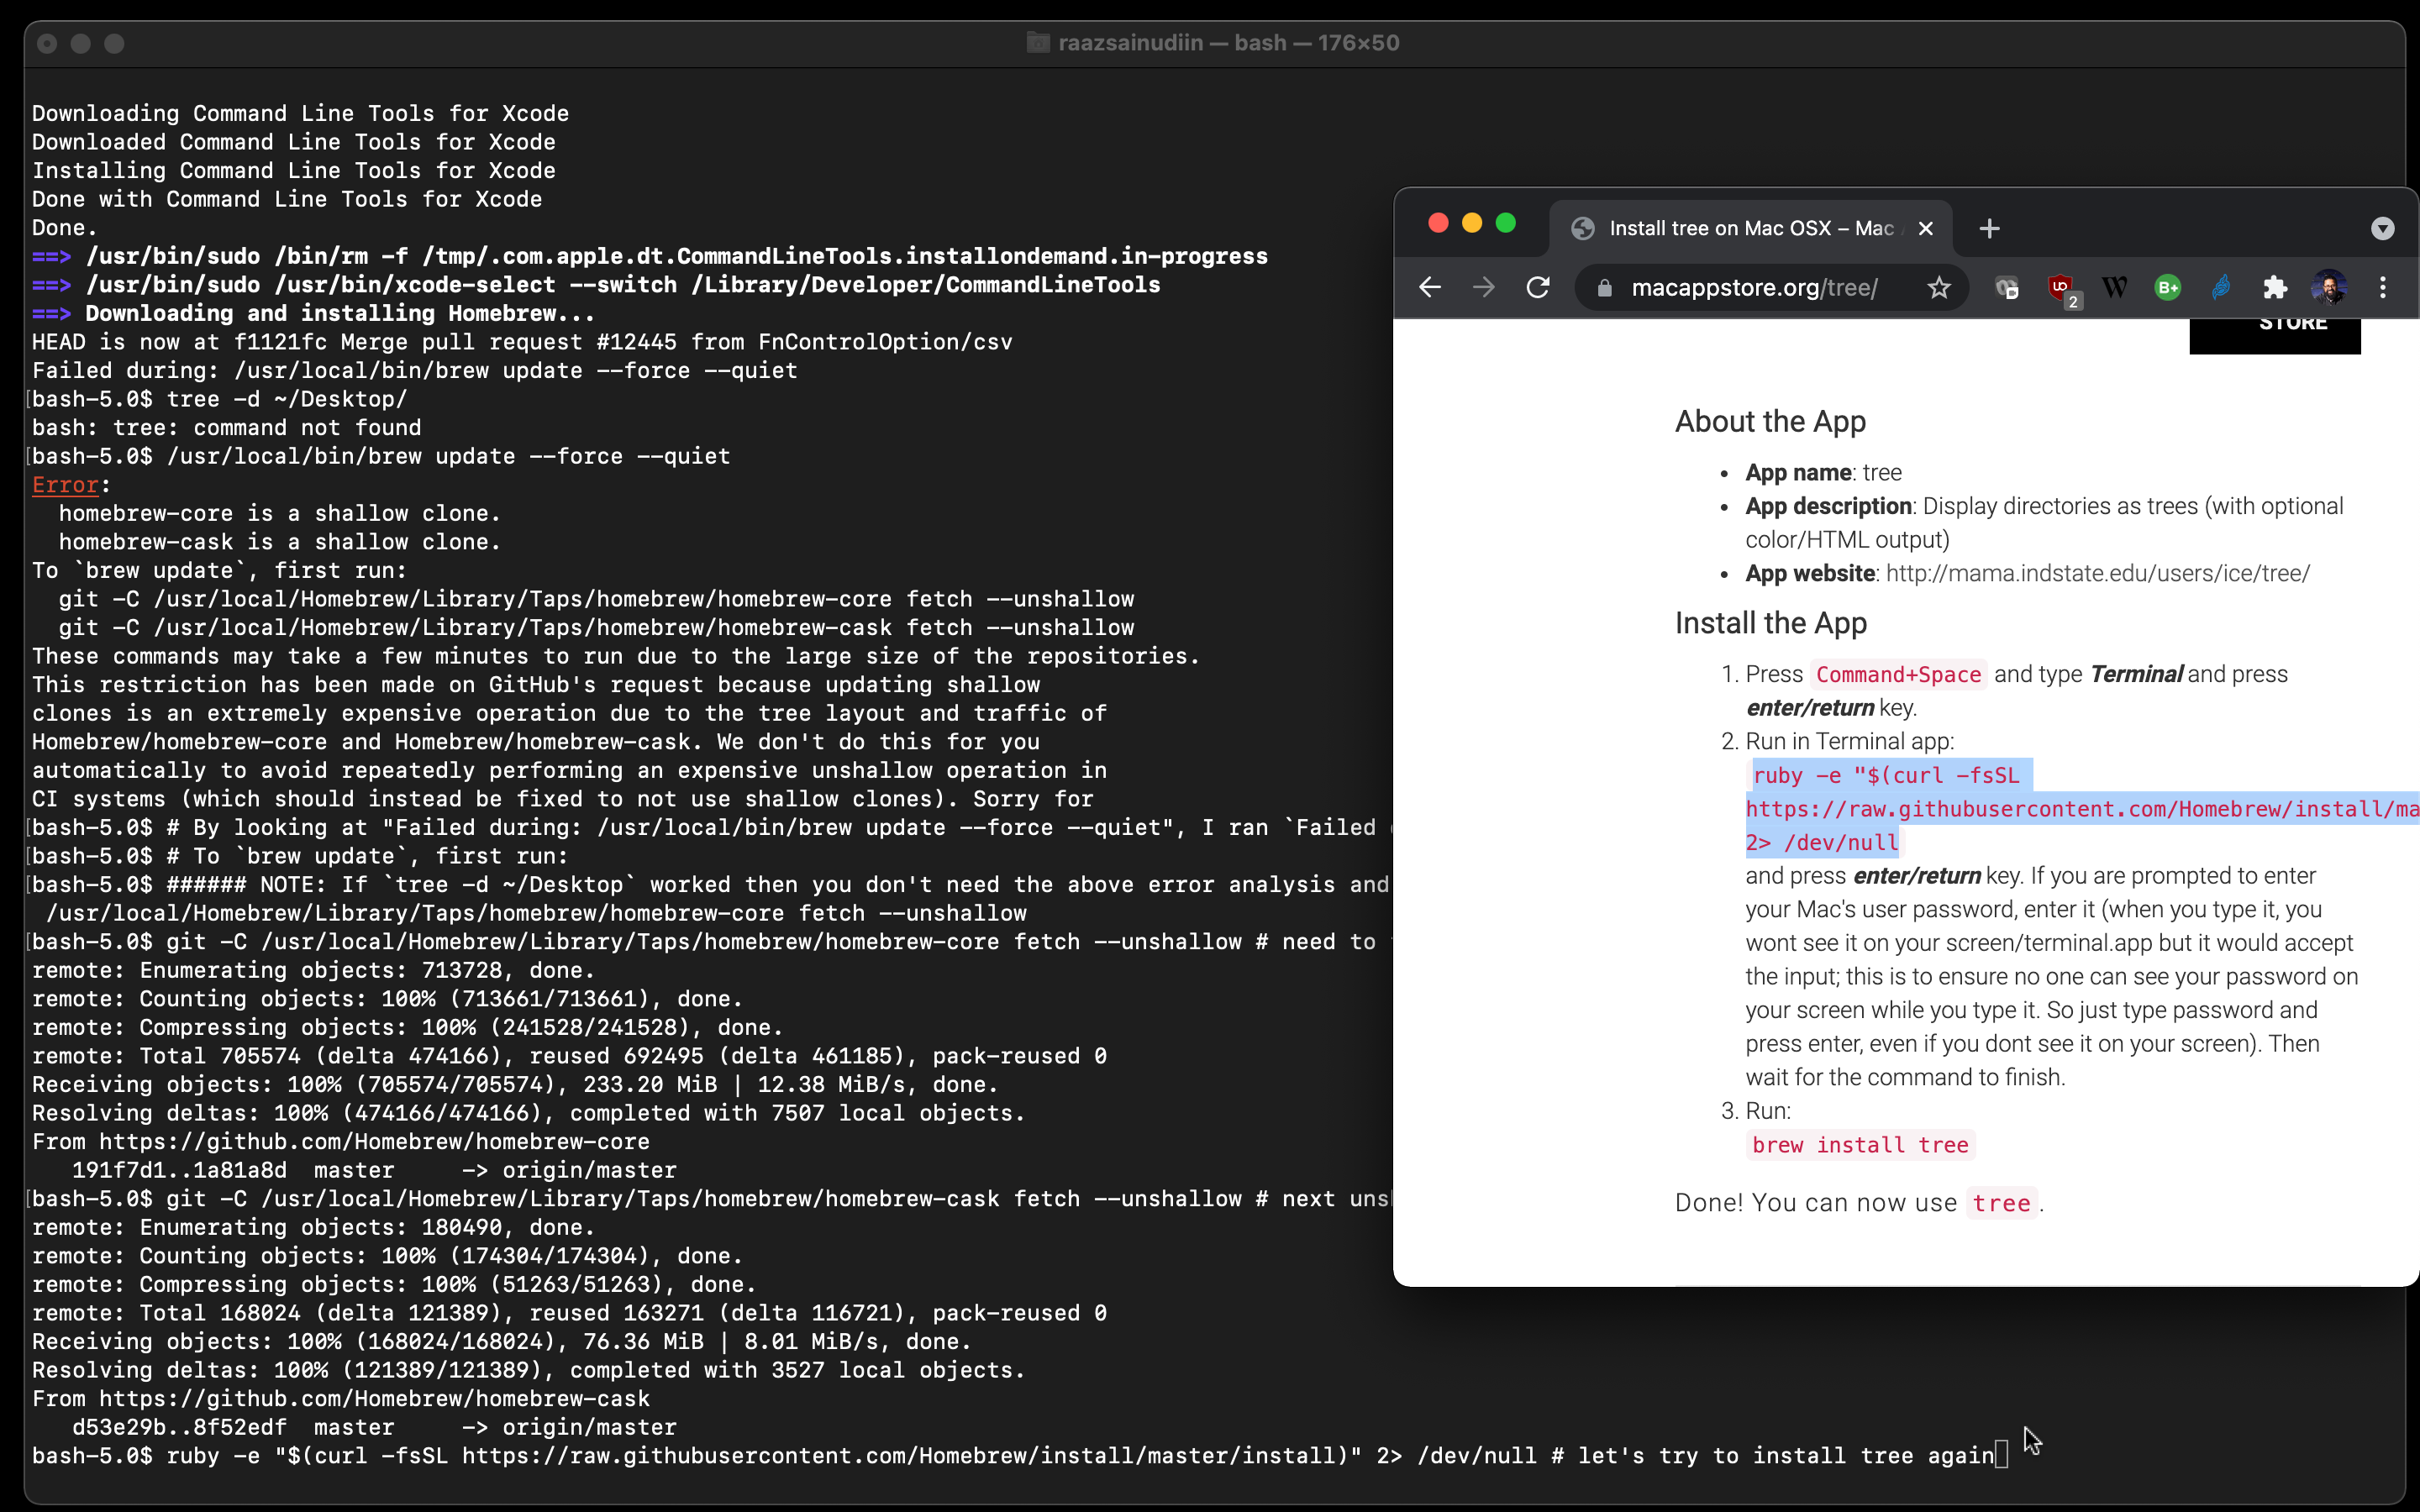 raazsainudiin — bash — 176×50
Downloading Command Line Tools for Xcode
Downloaded Command Line Tools for Xcode
Installing Command Line Tools for Xcode
Done with Command Line Tools for Xcode
Done.
==> /usr/bin/sudo /bin/rm -f /tmp/.com.apple.dt.CommandLineTools.installondemand.in-progress
==> /usr/bin/sudo /usr/bin/xcode-select --switch /Library/Developer/CommandLineTools
==> Downloading and installing Homebrew...
HEAD is now at f1121fc Merge pull request #12445 from FnControlOption/csv
Failed during: /usr/local/bin/brew update --force --quiet
[bash-5.0$ tree -d ~/Desktop/
bash: tree: command not found
[bash-5.0$ /usr/local/bin/brew update --force --quiet
Error:
  homebrew-core is a shallow clone.
  homebrew-cask is a shallow clone.
To `brew update`, first run:
  git -C /usr/local/Homebrew/Library/Taps/homebrew/homebrew-core fetch --unshallow
  git -C /usr/local/Homebrew/Library/Taps/homebrew/homebrew-cask fetch --unshallow
These commands may take a few minutes to run due to the large size of the repositories.
This restriction has been made on GitHub's request because updating shallow
clones is an extremely expensive operation due to the tree layout and traffic of
Homebrew/homebrew-core and Homebrew/homebrew-cask. We don't do this for you
automatically to avoid repeatedly performing an expensive unshallow operation in
CI systems (which should instead be fixed to not use shallow clones). Sorry for
[bash-5.0$ # By looking at "Failed during: /usr/local/bin/brew update --force --quiet", I ran `Failed
[bash-5.0$ # To `brew update`, first run:
[bash-5.0$ ###### NOTE: If `tree -d ~/Desktop` worked then you don't need the above error analysis and
 /usr/local/Homebrew/Library/Taps/homebrew/homebrew-core fetch --unshallow
[bash-5.0$ git -C /usr/local/Homebrew/Library/Taps/homebrew/homebrew-core fetch --unshallow # need to
remote: Enumerating objects: 713728, done.
remote: Counting objects: 100% (713661/713661), done.
remote: Compressing objects: 100% (241528/241528), done.
remote: Total 705574 (delta 474166), reused 692495 (delta 461185), pack-reused 0
Receiving objects: 100% (705574/705574), 233.20 MiB | 12.38 MiB/s, done.
Resolving deltas: 100% (474166/474166), completed with 7507 local objects.
From https://github.com/Homebrew/homebrew-core
   191f7d1..1a81a8d  master     -> origin/master
[bash-5.0$ git -C /usr/local/Homebrew/Library/Taps/homebrew/homebrew-cask fetch --unshallow # next
remote: Enumerating objects: 180490, done.
remote: Counting objects: 100% (174304/174304), done.
remote: Compressing objects: 100% (51263/51263), done.
remote: Total 168024 (delta 121389), reused 163271 (delta 116721), pack-reused 0
Receiving objects: 100% (168024/168024), 76.36 MiB | 8.01 MiB/s, done.
Resolving deltas: 100% (121389/121389), completed with 3527 local objects.
From https://github.com/Homebrew/homebrew-cask
   d53e29b..8f52edf  master     -> origin/master
bash-5.0$ ruby -e "$(curl -fsSL https://raw.githubusercontent.com/Homebrew/install/master/install)" 2> /dev/null # let's try to install tree again
Install tree on Mac OSX – Mac
macappstore.org/tree/
2
STORE
About the App
• App name: tree
• App description: Display directories as trees (with optional
color/HTML output)
• App website: http://mama.indstate.edu/users/ice/tree/
Install the App
1. Press Command+Space and type Terminal and press
enter/return key.
2. Run in Terminal app:
ruby -e "$(curl -fsSL
https://raw.githubusercontent.com/Homebrew/install/ma
2> /dev/null
and press enter/return key. If you are prompted to enter
your Mac's user password, enter it (when you type it, you
wont see it on your screen/terminal.app but it would accept
the input; this is to ensure no one can see your password on
your screen while you type it. So just type password and
press enter, even if you dont see it on your screen). Then
wait for the command to finish.
3. Run:
brew install tree
Done! You can now use tree.